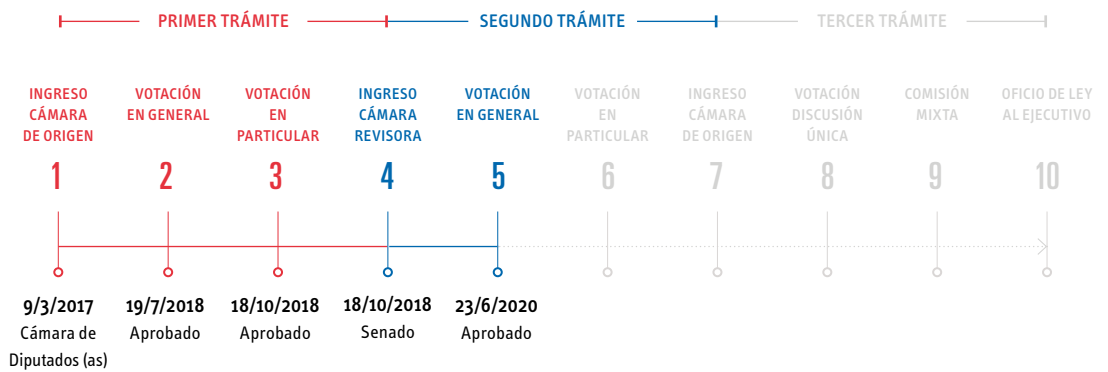 PRIMER TRÁMITE
SEGUNDO TRÁMITE
TERCER TRÁMITE
INGRESO
CÁMARA
DE ORIGEN
1
VOTACIÓN
EN GENERAL
2
VOTACIÓN
EN
PARTICULAR
3
INGRESO
CÁMARA
REVISORA
4
VOTACIÓN
EN GENERAL
5
VOTACIÓN
EN
PARTICULAR
6
INGRESO
CÁMARA
DE ORIGEN
7
VOTACIÓN
DISCUSIÓN
ÚNICA
8
COMISIÓN
MIXTA
9
OFICIO DE LEY
AL EJECUTIVO
10
9/3/2017
Cámara de
Diputados (as)
19/7/2018
Aprobado
18/10/2018
Aprobado
18/10/2018
Senado
23/6/2020
Aprobado